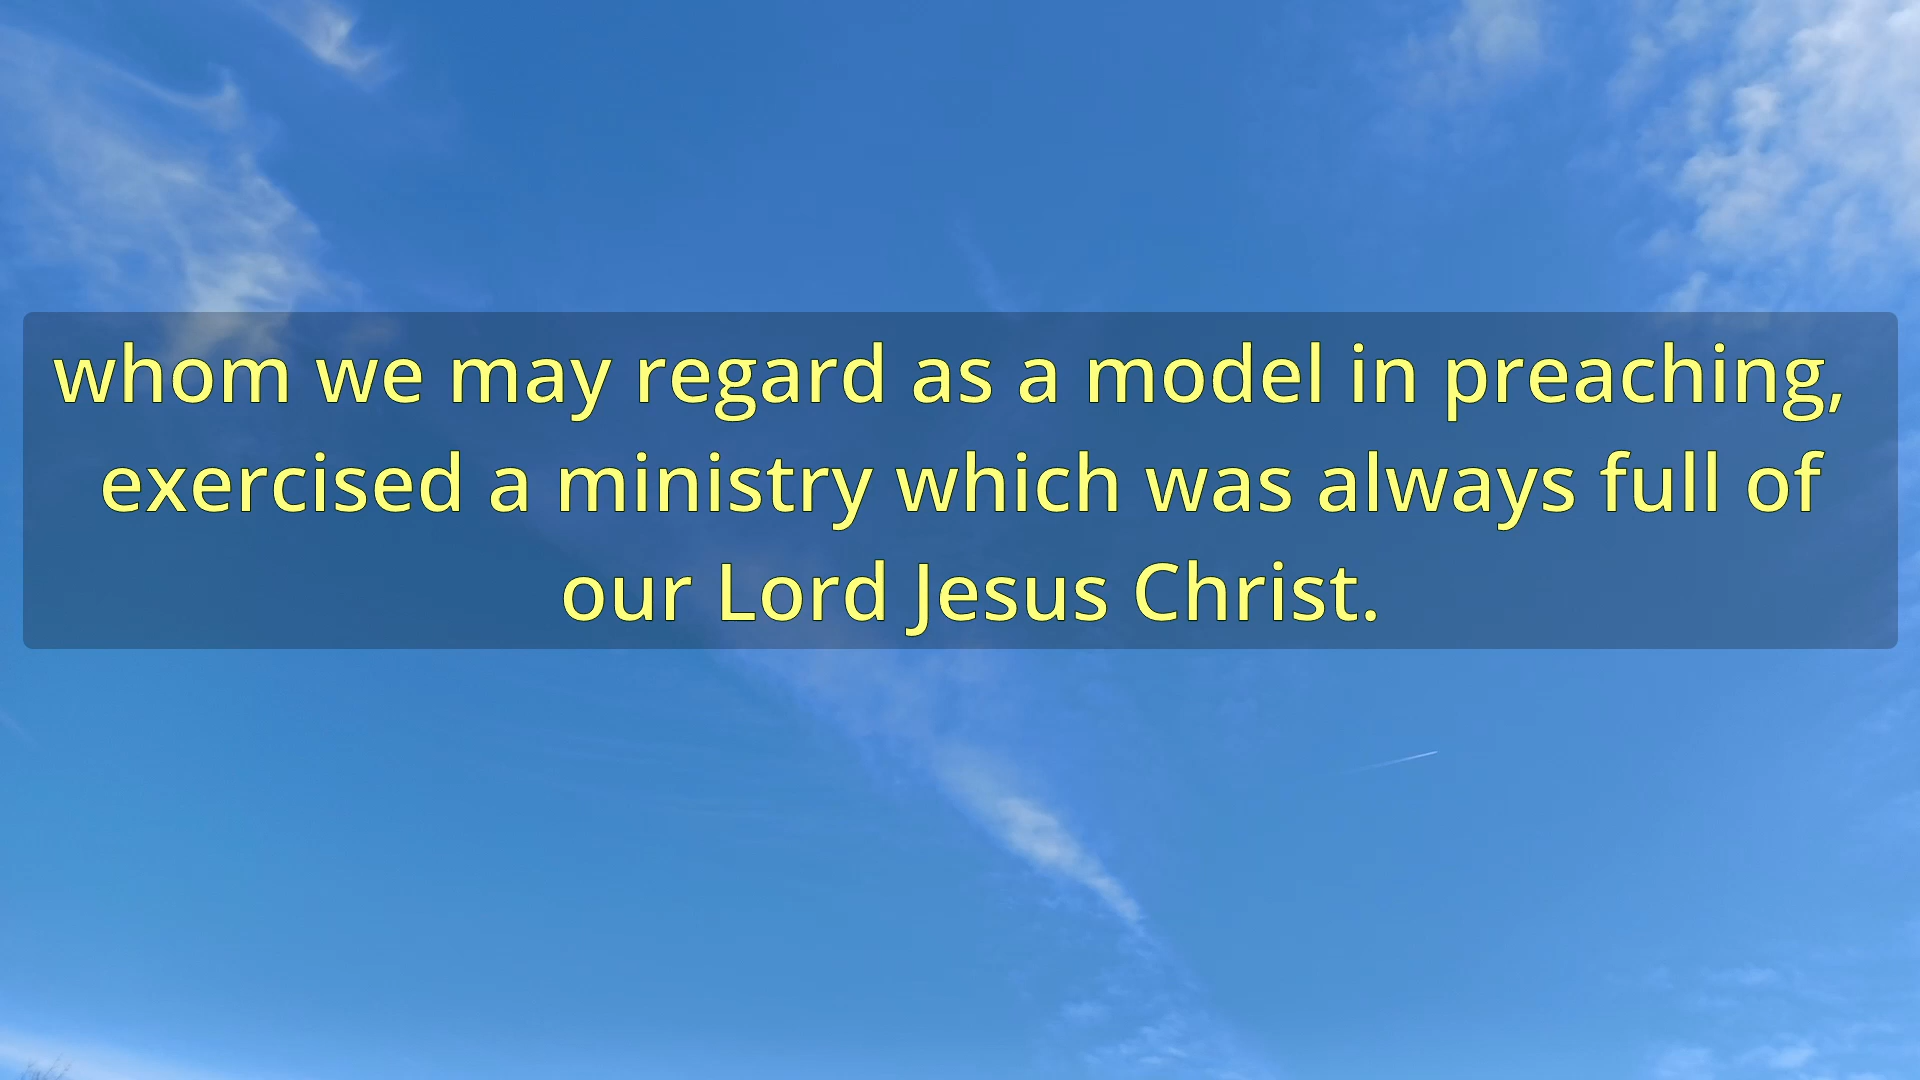 whom we may regard as a model in preaching,
exercised a ministry which was always full of
our Lord Jesus Christ.